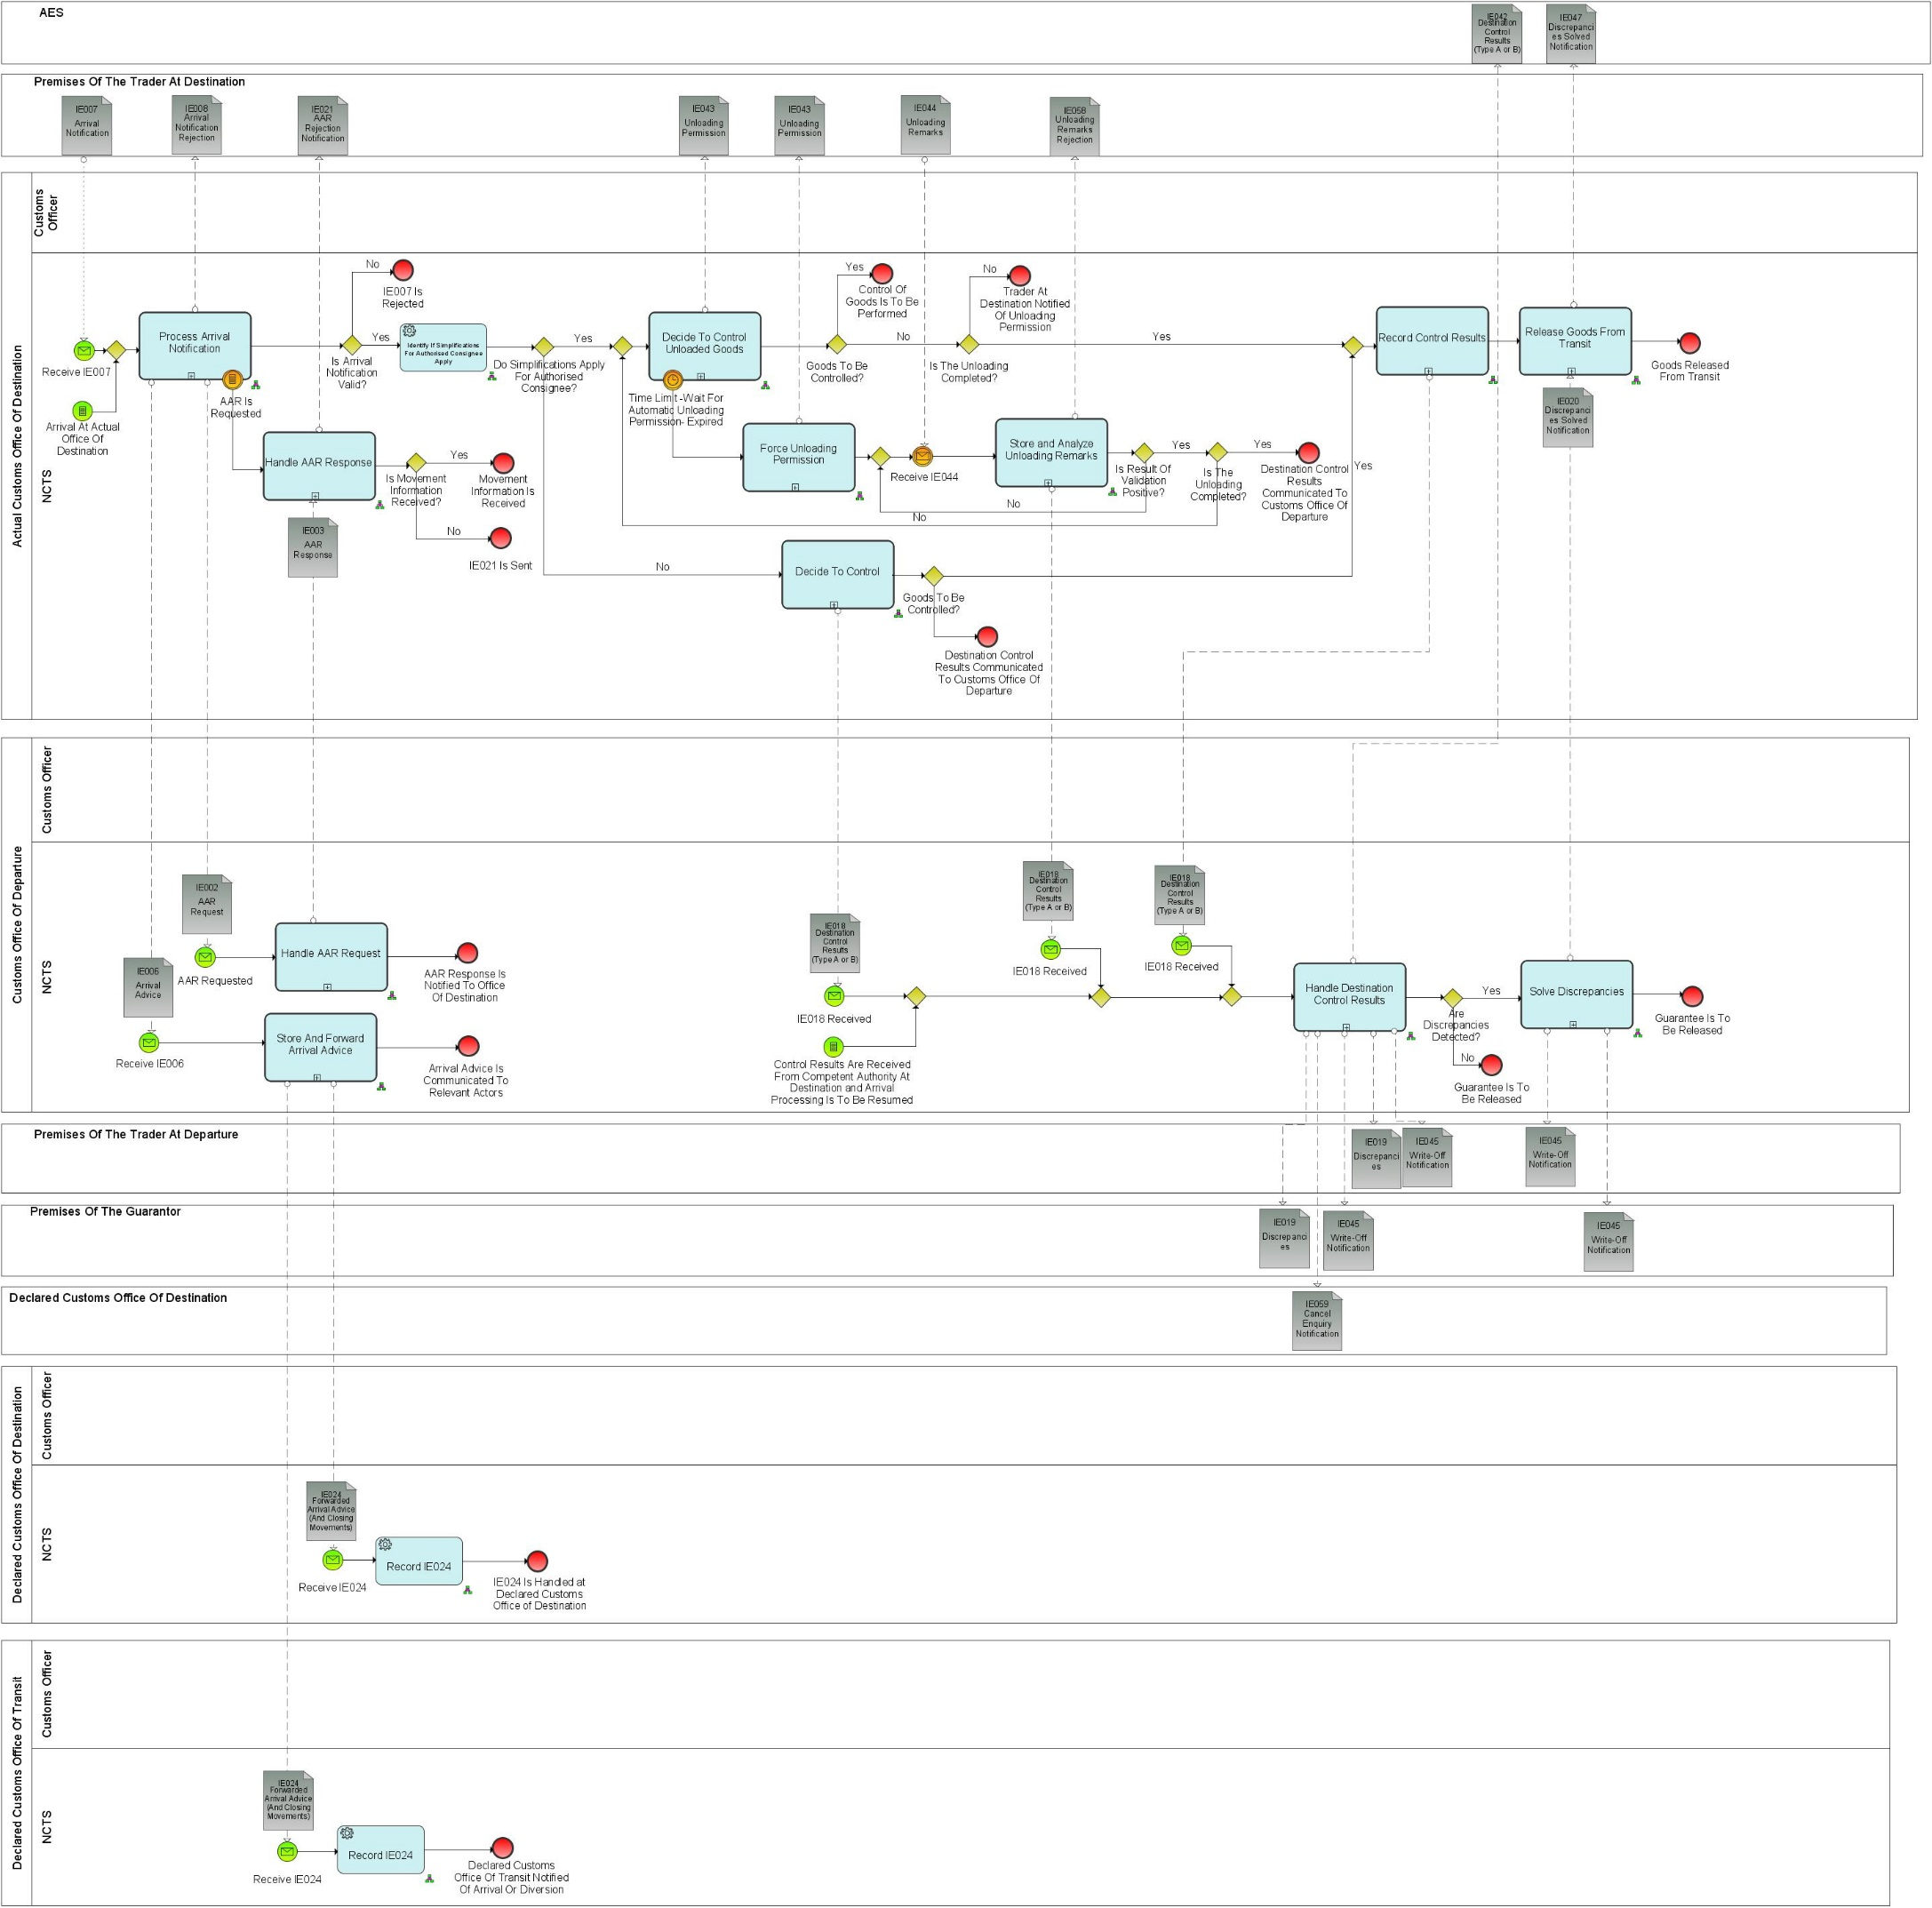 AES
IE042
Destination
Control
Results
(Type A or B)
IE047
Discrepanci
es Solved
Notification
Premises Of The Trader At Destination
IE007
Arrival
Notification
IE008
Arrival
Notification
Rejection
IE021
AAR
Rejection
Notification
IE043
Unloading
Permission
IE043
Unloading
Permission
IE044
Unloading
Remarks
IE058
Unloading
Remarks
Rejection
Actual Customs Office Of Destination
Customs
Officer
NCTS
Receive IE007
Arrival At Actual
Office Of
Destination
Process Arrival
Notification
AAR Is
Requested
No
IE007 Is
Rejected
Yes
Is Arrival
Notification
Valid?
Identify If Simplifications
For Authorised Consignee
Apply
Do Simplifications Apply
For Authorised
Consignee?
Yes
Decide To Control
Unloaded Goods
Time Limit -Wait For
Automatic Unloading
Permission- Expired
Yes
Control Of
Goods Is To Be
Performed
Goods To Be
Controlled?
No
No
Trader At
Destination Notified
Of Unloading
Permission
Is The Unloading
Completed?
Yes
Record Control Results
Release Goods From
Transit
Goods Released
From Transit
IE020
Discrepanci
es Solved
Notification
Handle AAR Response
Is Movement
Information
Received?
Yes
Movement
Information Is
Received
No
IE021 Is Sent
IE003
AAR
Response
Force Unloading
Permission
Receive IE044
Store and Analyze
Unloading Remarks
Is Result Of
Validation
Positive?
Yes
Is The
Unloading
Completed?
Yes
Destination Control
Results
Communicated To
Customs Office Of
Departure
Yes
No
No
No
Decide To Control
Goods To Be
Controlled?
Destination Control
Results Communicated
To Customs Office Of
Departure
Customs Office Of Departure
Customs Officer
NCTS
IE002
AAR
Request
AAR Requested
Handle AAR Request
AAR Response Is
Notified To Office
Of Destination
IE006
Arrival
Advice
Receive IE006
Store And Forward
Arrival Advice
Arrival Advice Is
Communicated To
Relevant Actors
IE018
Destination
Control
Results
(Type A or B)
IE018 Received
Control Results Are Received
From Competent Authority At
Destination and Arrival
Processing Is To Be Resumed
IE018
Destination
Control
Results
(Type A or B)
IE018 Received
IE018
Destination
Control
Results
(Type A or B)
IE018 Received
Handle Destination
Control Results
Are
Discrepancies
Detected?
Yes
No
Guarantee Is To
Be Released
Solve Discrepancies
Guarantee Is To
Be Released
Premises Of The Trader At Departure
IE019
Discrepanci
es
IE045
Write-Off
Notification
IE045
Write-Off
Notification
Premises Of The Guarantor
IE019
Discrepanci
es
IE045
Write-Off
Notification
IE045
Write-Off
Notification
Declared Customs Office Of Destination
IE059
Cancel
Enquiry
Notification
Declared Customs Office Of Destination
Customs Officer
NCTS
IE024
Forwarded
Arrival Advice
(And Closing
Movements)
Receive IE024
Record IE024
IE024 Is Handled at
Declared Customs
Office of Destination
Declared Customs Office Of Transit
Customs Officer
NCTS
IE024
Forwarded
Arrival Advice
(And Closing
Movements)
Receive IE024
Record IE024
Declared Customs
Office Of Transit Notified
Of Arrival Or Diversion